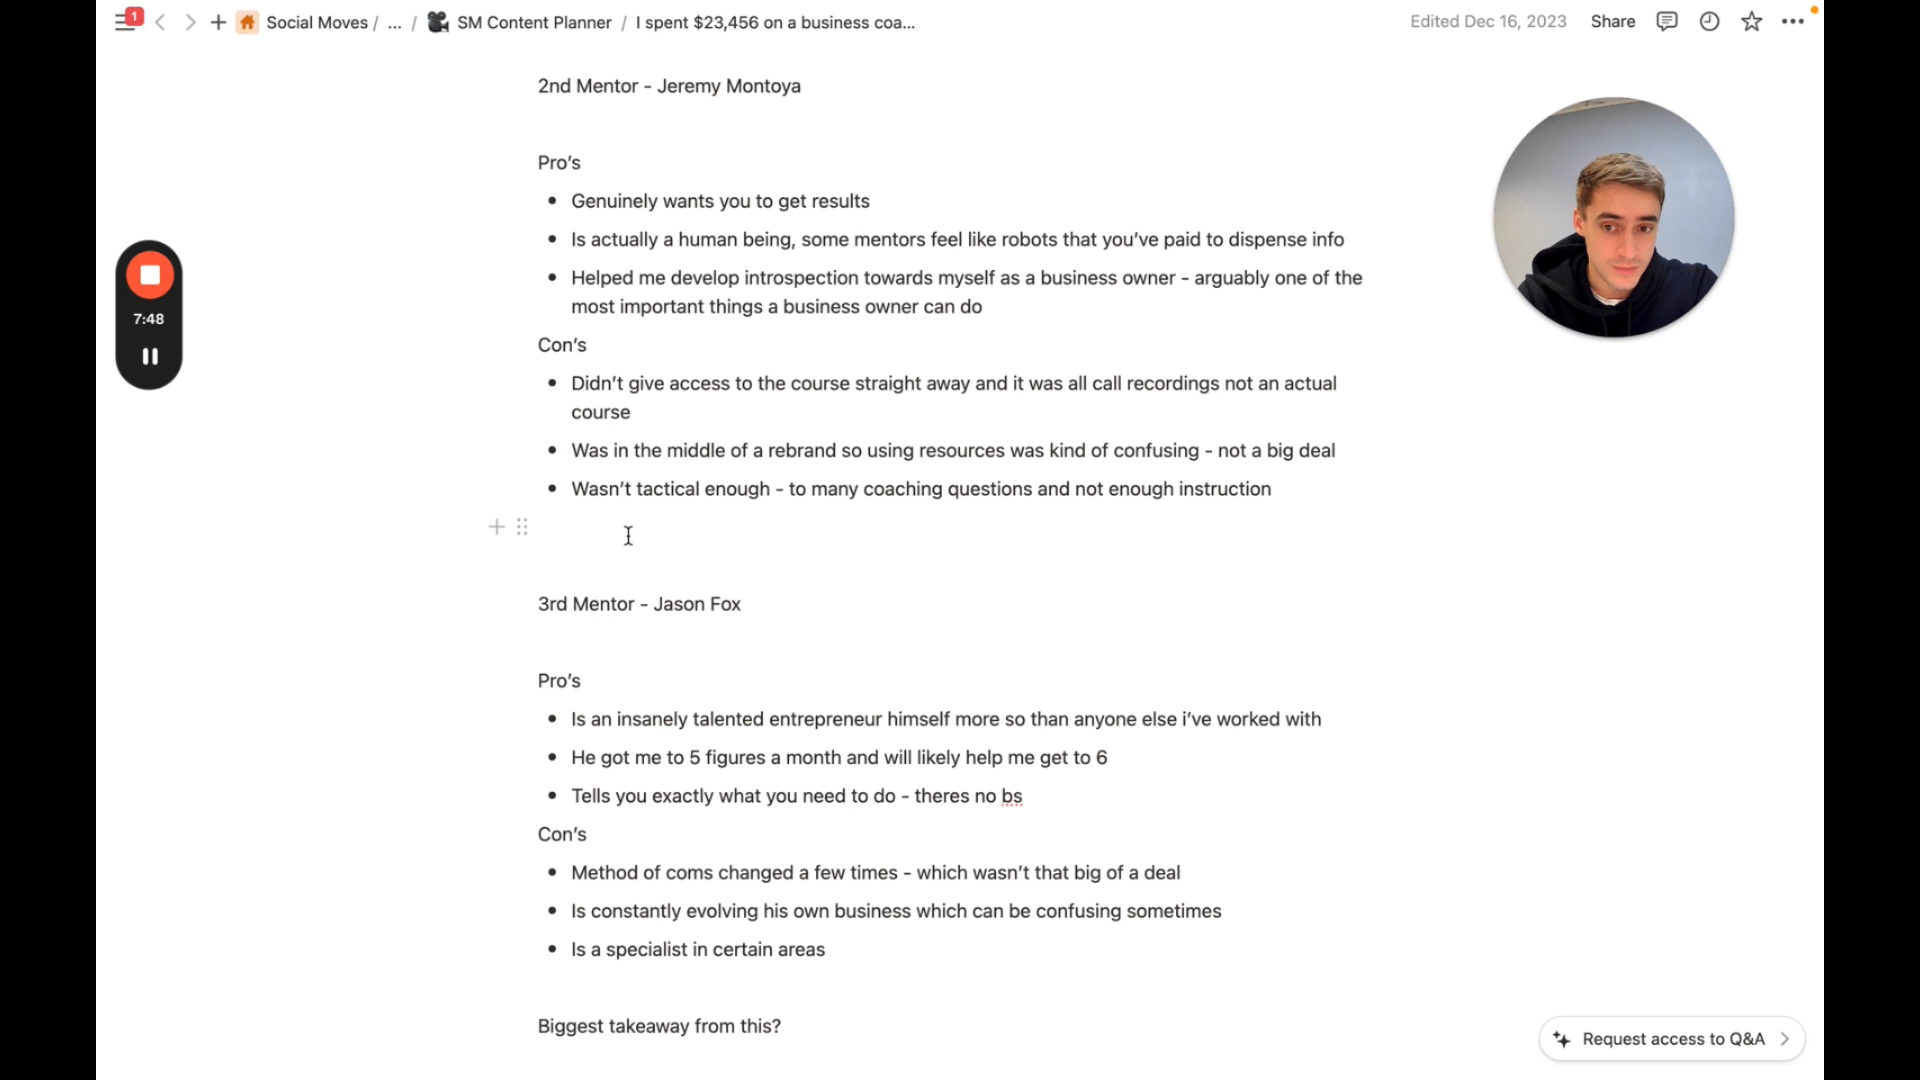 1
Social Moves / ... / SM Content Planner / I spent $23,456 on a business coa...
Edited Dec 16, 2023 Share
2nd Mentor - Jeremy Montoya
Pro's
Genuinely wants you to get results
Is actually a human being, some mentors feel like robots that you've paid to dispense info
Helped me develop introspection towards myself as a business owner - arguably one of the
most important things a business owner can do
7:48
Con's
Didn't give access to the course straight away and it was all call recordings not an actual
course
Was in the middle of a rebrand so using resources was kind of confusing - not a big deal
Wasn't tactical enough - to many coaching questions and not enough instruction
3rd Mentor - Jason Fox
Pro's
Is an insanely talented entrepreneur himself more so than anyone else i've worked with
He got me to 5 figures a month and will likely help me get to 6
Tells you exactly what you need to do - theres no bs
Con's
Method of coms changed a few times - which wasn't that big of a deal
Is constantly evolving his own business which can be confusing sometimes
Is a specialist in certain areas
Biggest takeaway from this?
Request access to Q&A